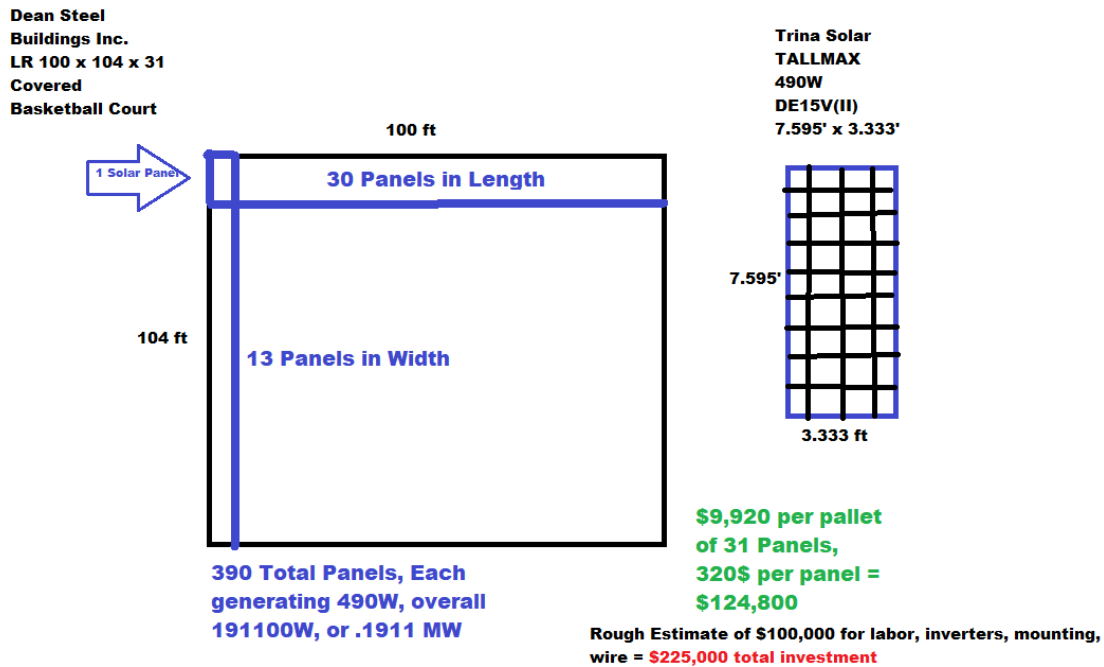 Dean Steel
Buildings Inc.
LR 100 x 104 x 31
Covered
Basketball Court
Trina Solar
TALLMAX
490W
DE15V(II)
7.595' x 3.333'
100 ft
1 Solar Panel
30 Panels in Length
7.595'
104 ft
13 Panels in Width
3.333 ft
$9,920 per pallet
of 31 Panels,
320$ per panel =
$124,800
390 Total Panels, Each
generating 490W, overall
191100W, or .1911 MW
Rough Estimate of $100,000 for labor, inverters, mounting,
wire = $225,000 total investment